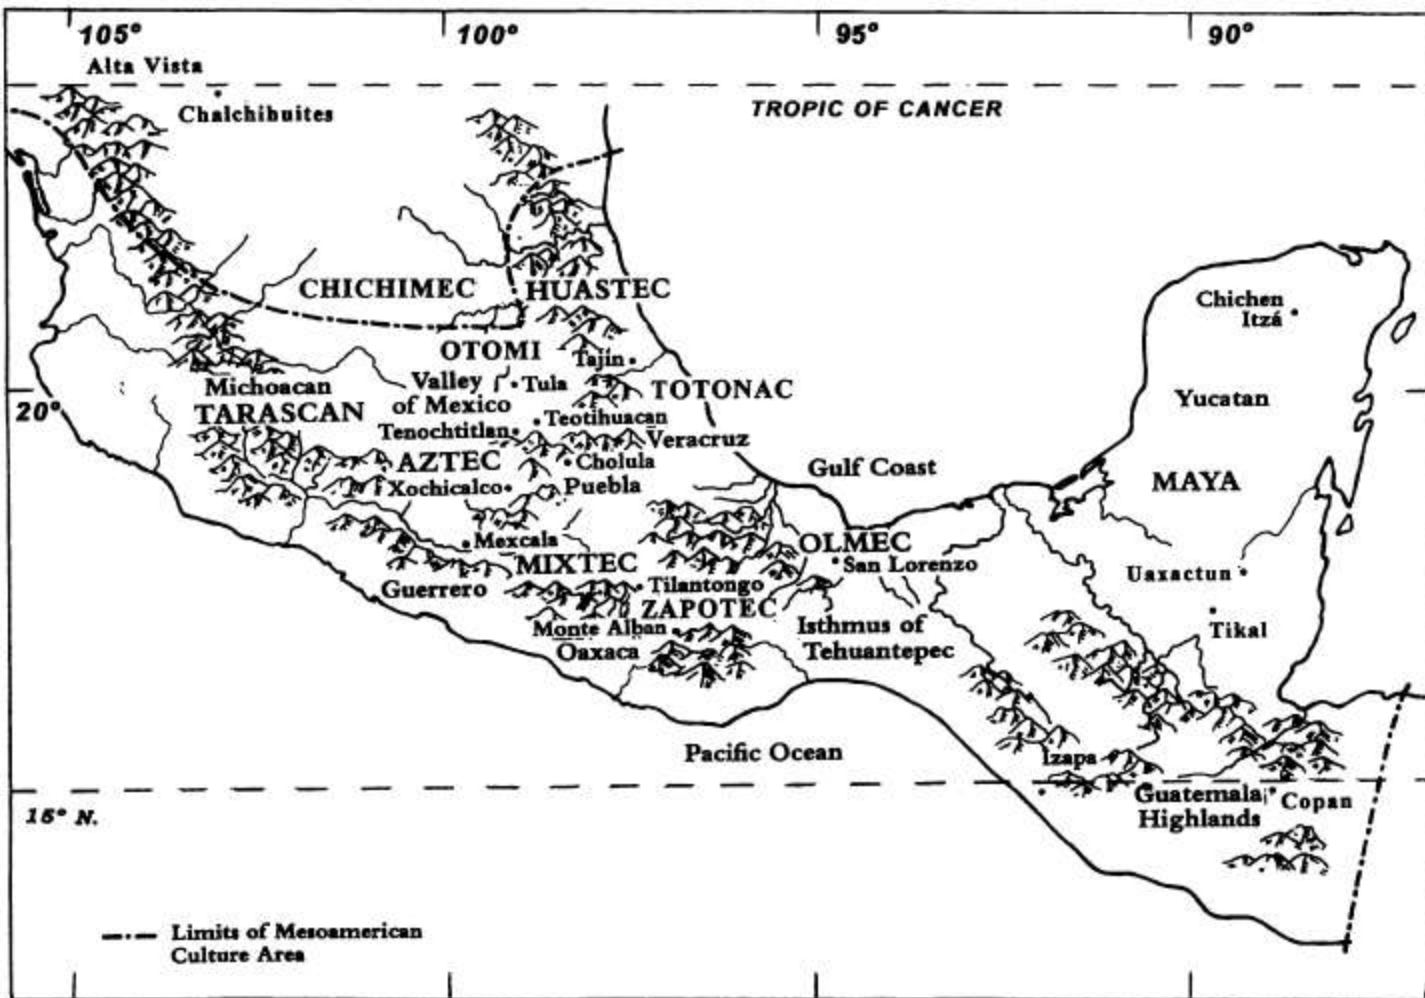 105°
100°
95°
90°
Alta Vista
Chalchihuites
TROPIC OF CANCER
CHICHIMEC
HUASTEC
Chichen
Itzá
OTOMI
Tajín
Michoacan
Valley
of Mexico
Tula
TOTONAC
20°
TARASCAN
Teotihuacan
Yucatan
Tenochtitlan
Veracruz
AZTEC
Cholula
Gulf Coast
Xochicalco
Puebla
MAYA
Mexcala
OLMEC
MIXTEC
San Lorenzo
Guerrero
Tilantongo
Uaxactun
ZAPOTEC
Monte Alban
Isthmus of
Tehuantepec
Tikal
Oaxaca
Pacific Ocean
Izapa
15° N.
Guatemala
Highlands
Copan
Limits of Mesoamerican
Culture Area